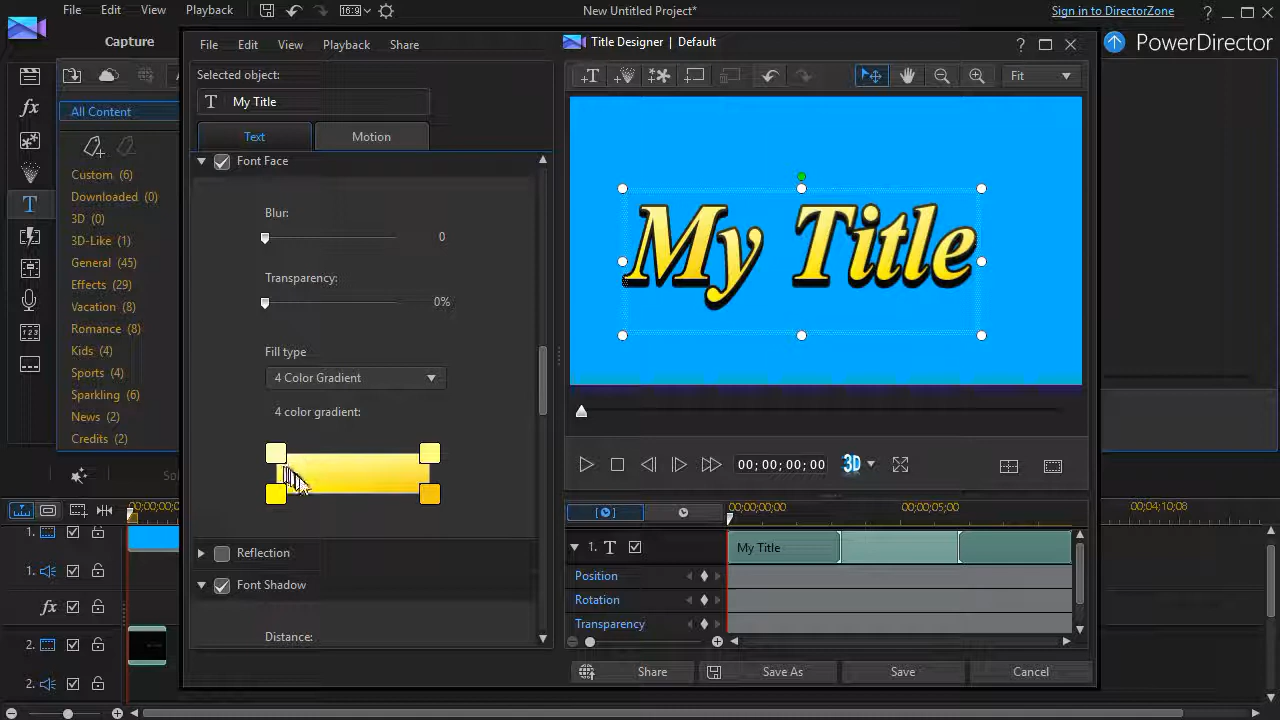 File Edit View Playback 16:9 New Untitled Project* Sign in to DirectorZone ?
Capture
PowerDirector
File Edit View Playback Share
Title Designer | Default ?
Selected object:
T My Title
Text Motion
+T Fit
All Content
fx
Font Face
Custom (6)
Downloaded (0)
3D (0)
3D-Like (1)
General (45)
Effects (29)
Vacation (8)
Romance (8)
Kids (4)
Sports (4)
Sparkling (6)
News (2)
Credits (2)
T
Blur:
0
Transparency:
0%
Fill type
4 Color Gradient
4 color gradient:
Reflection
Font Shadow
Distance:
My Title
00;00;00;00 3D
00;00;00;00 00;00;05;00
1. T My Title
Position
Rotation
Transparency
Share Save As Save Cancel
00;04;10;08
1.
1.
fx
2.
2.